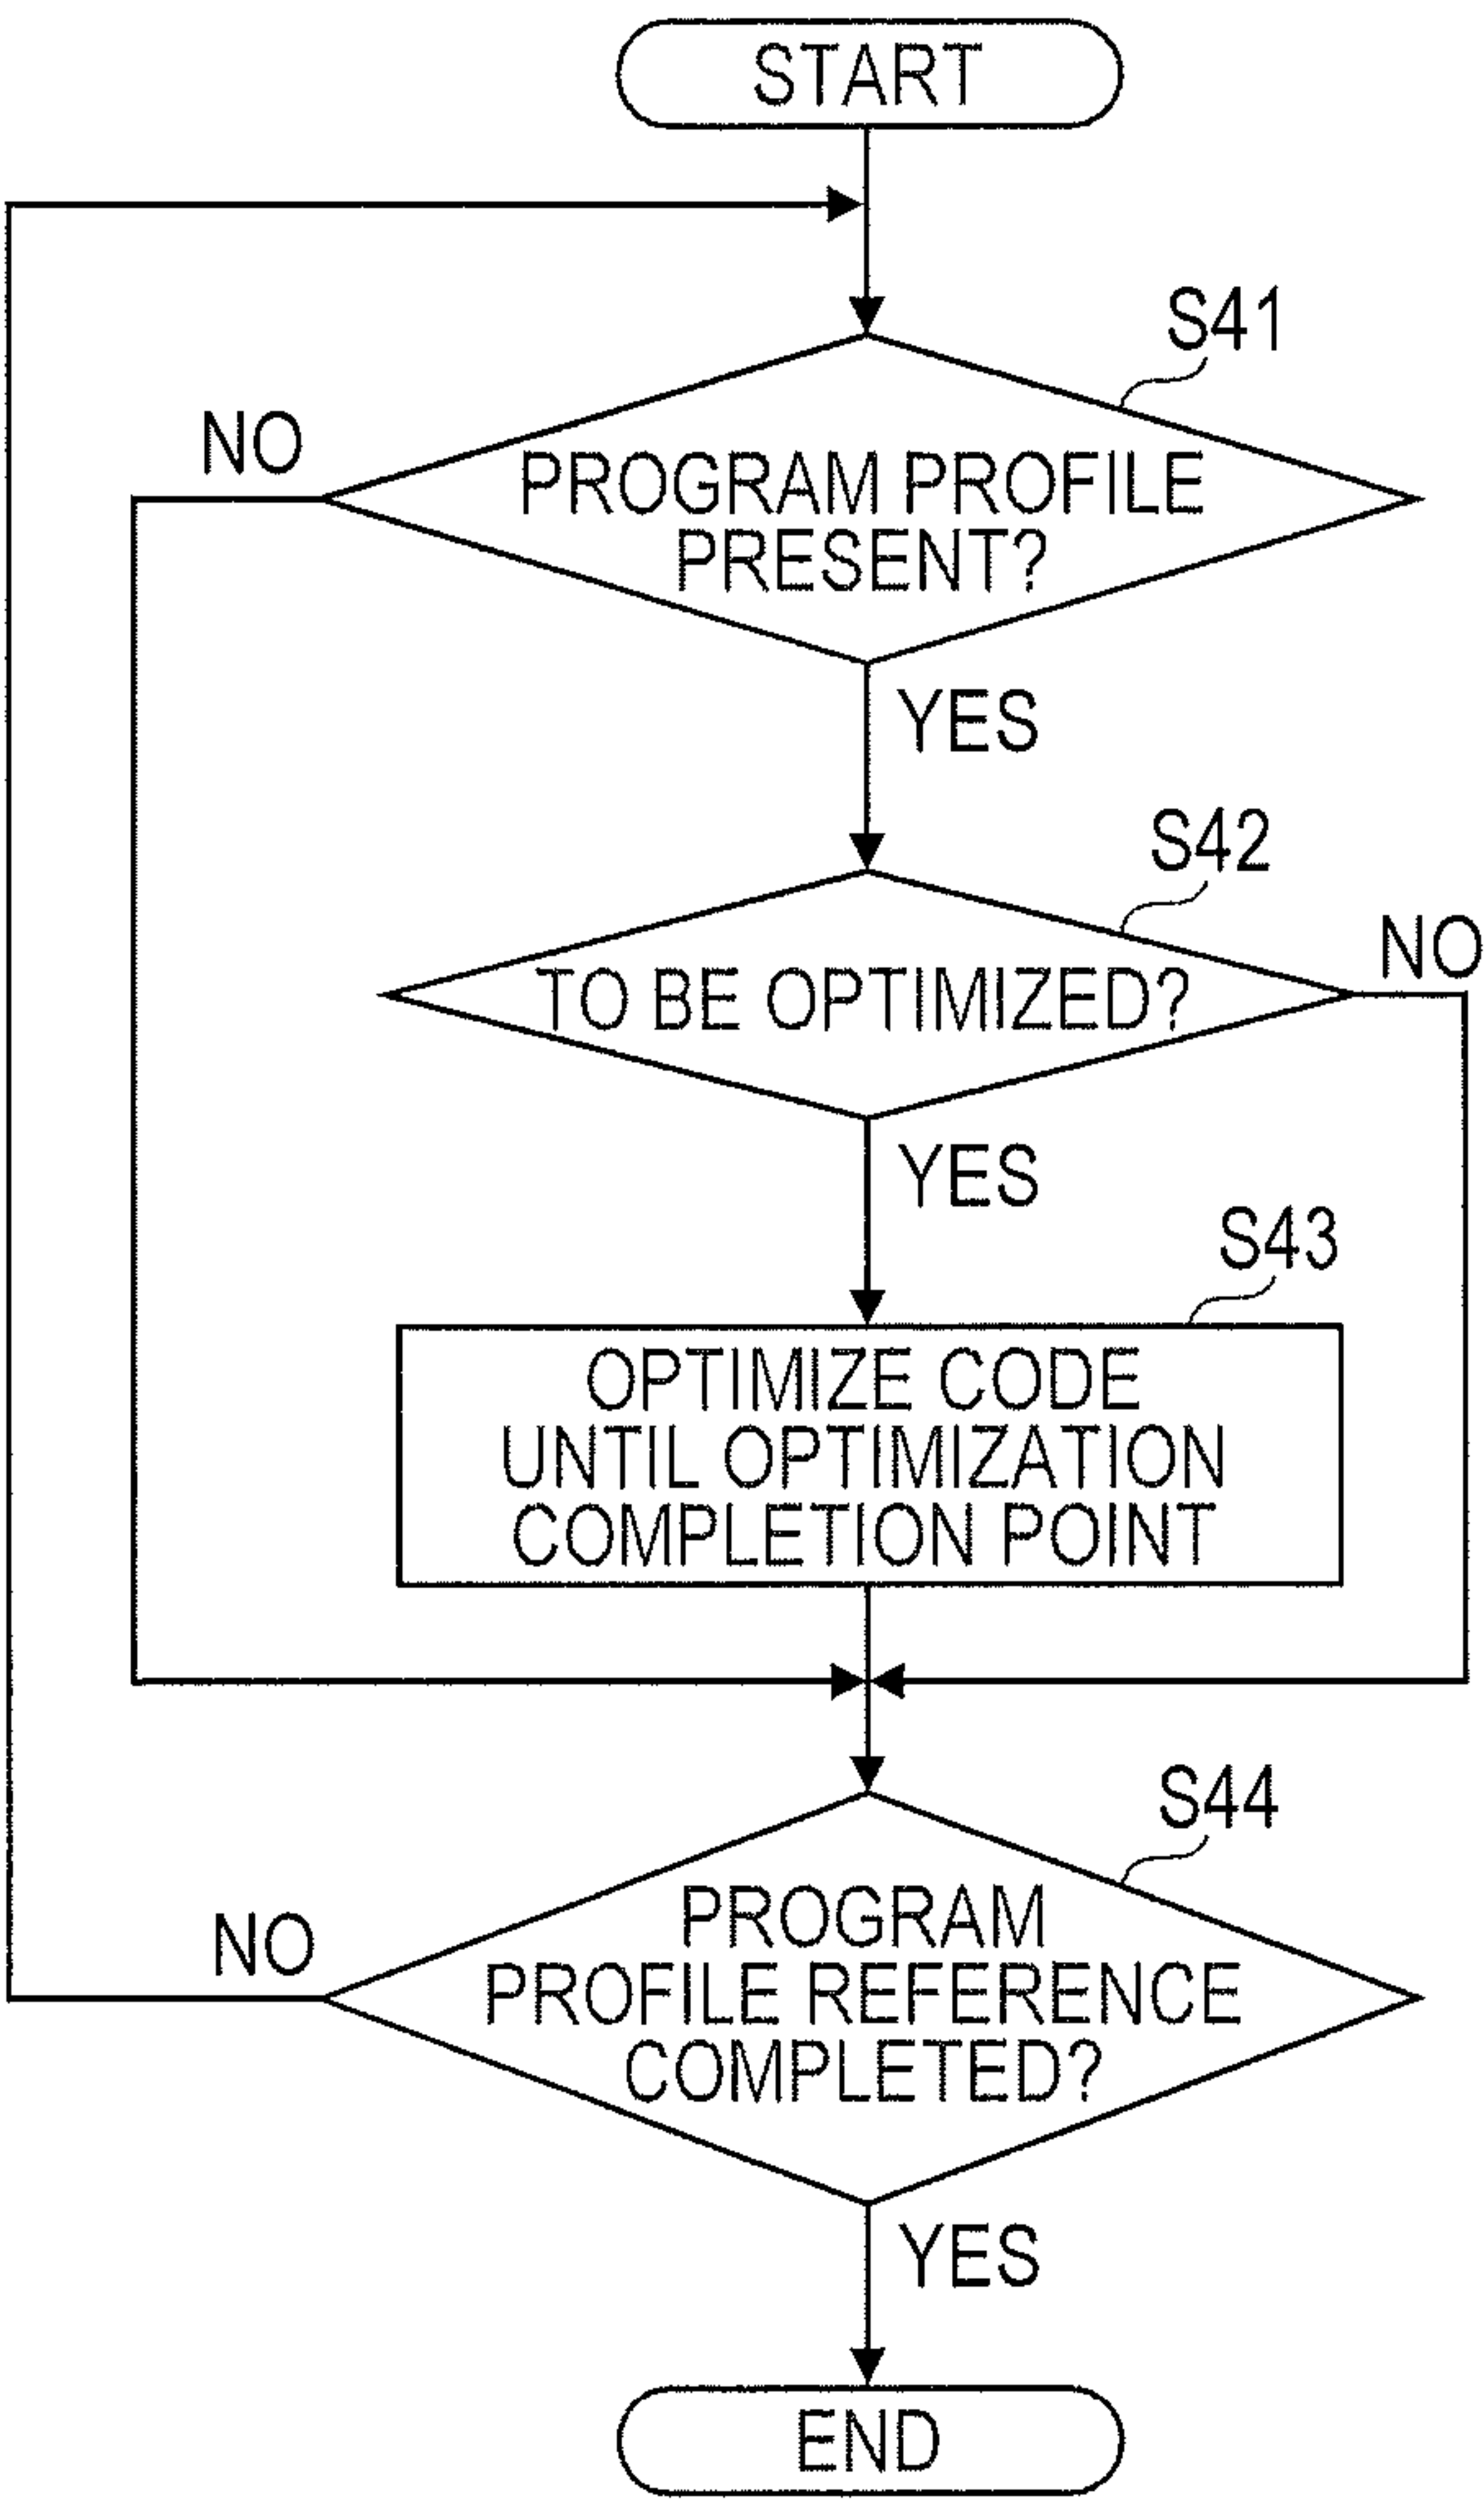 START
S41
NO
PROGRAM PROFILE
PRESENT?
YES
S42
NO
TO BE OPTIMIZED?
YES
S43
OPTIMIZE CODE
UNTIL OPTIMIZATION
COMPLETION POINT
S44
PROGRAM
NO
PROFILE REFERENCE
COMPLETED?
YES
END